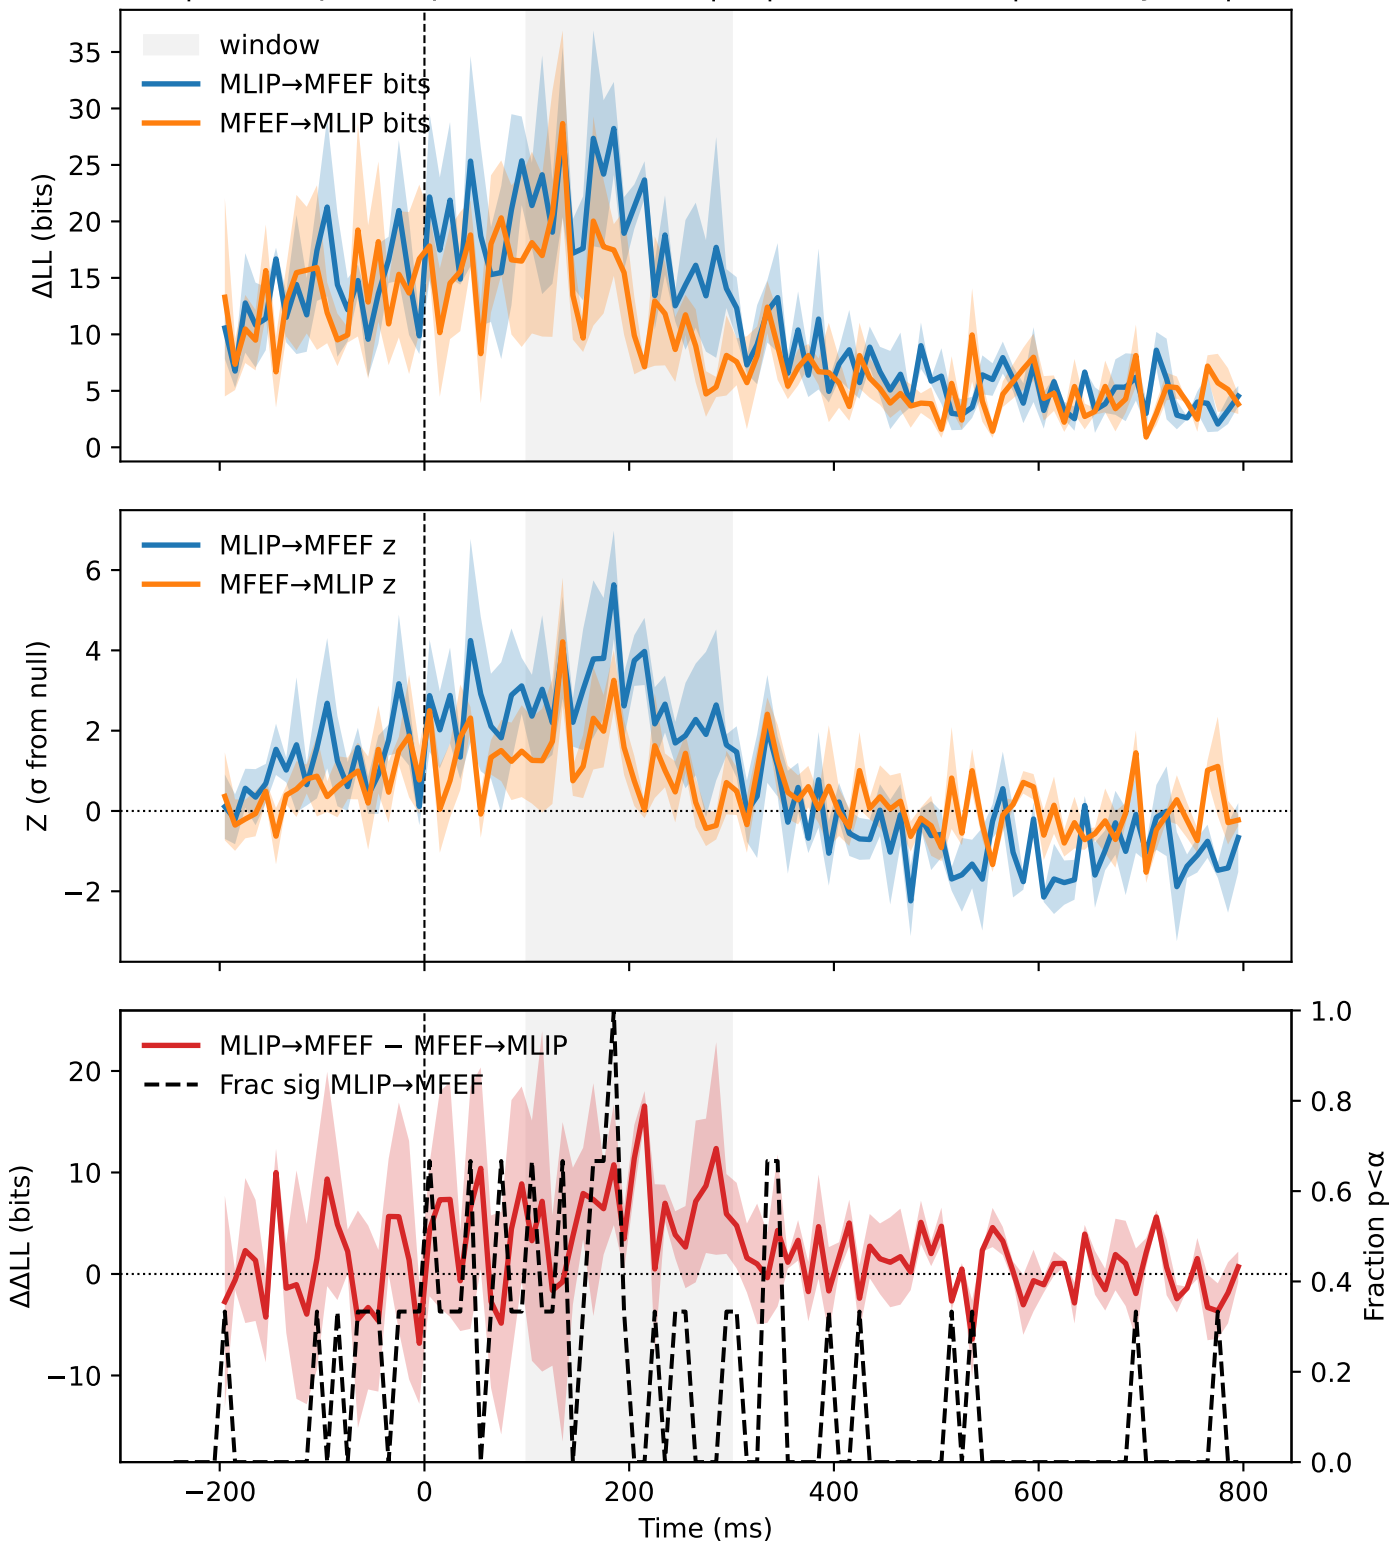 35
30
25
20
15
10
5
0
ΔLL (bits)
window
MLIP→MFEF bits
MFEF→MLIP bits
6
4
2
0
−2
Z (σ from null)
MLIP→MFEF z
MFEF→MLIP z
20
10
0
−10
ΔΔLL (bits)
MLIP→MFEF − MFEF→MLIP
Frac sig MLIP→MFEF
1.0
0.8
0.6
0.4
0.2
0.0
Fraction p<α
−200 0 200 400 600 800
Time (ms)